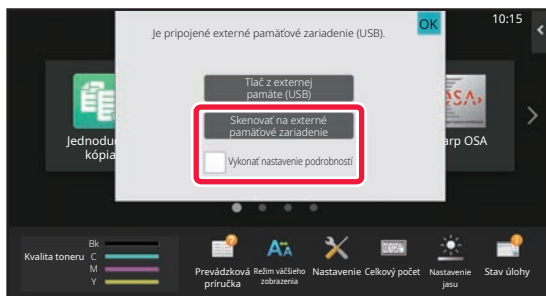 Je pripojené externé pamäťové zariadenie (USB).
OK
10:15
Tlač z externej
pamäte (USB)
Skenovať na externé
pamäťové zariadenie
Vykonať nastavenie podrobností
Jednodu
kópia
OSA
arp OSA
Kvalita toneru
Bk
C
M
Y
Prevádzková
príručka
Režim väčšieho
zobrazenia
Nastavenie
Celkový počet
Nastavenie
jasu
Stav úlohy